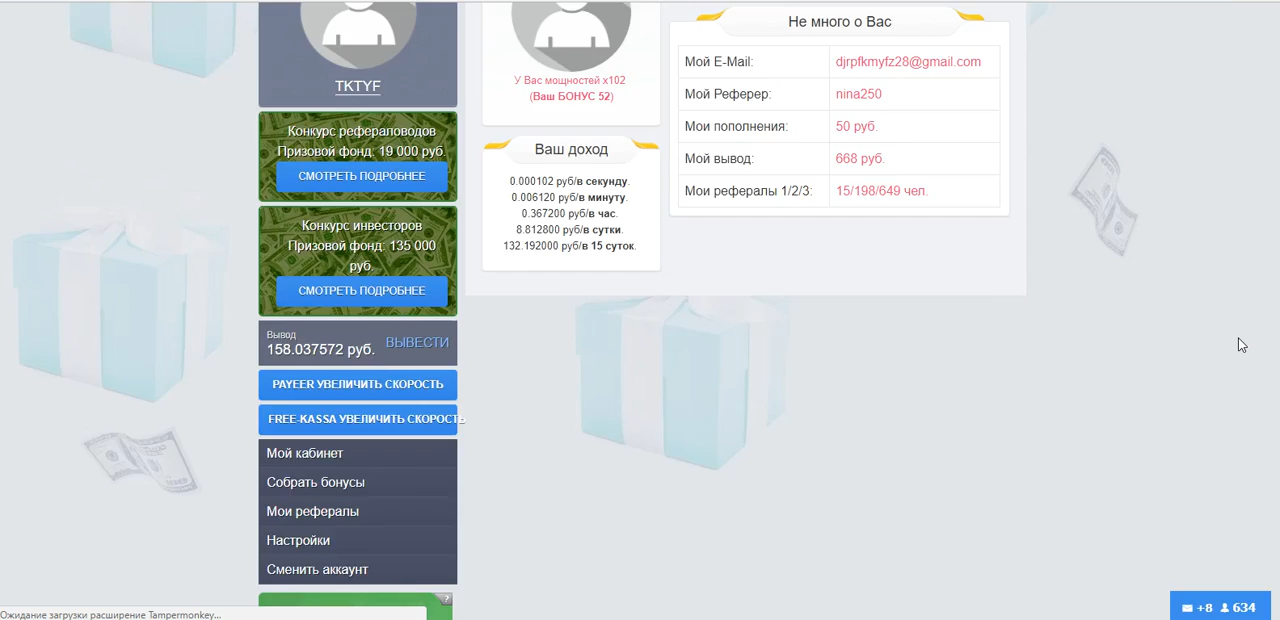 TKTYF
Конкурс рефераловодов
Призовой фонд: 19 000 руб.
СМОТРЕТЬ ПОДРОБНЕЕ
Конкурс инвесторов
Призовой фонд: 135 000
руб.
СМОТРЕТЬ ПОДРОБНЕЕ
Вывод
158.037572 руб.
ВЫВЕСТИ
PAYEER УВЕЛИЧИТЬ СКОРОСТЬ
FREE-KASSA УВЕЛИЧИТЬ СКОРОСТЬ
Мой кабинет
Собрать бонусы
Мои рефералы
Настройки
Сменить аккаунт
?
У Вас мощностей x102
(Ваш БОНУС 52)
Ваш доход
0.000102 руб/в секунду.
0.006120 руб/в минуту.
0.367200 руб/в час.
8.812800 руб/в сутки.
132.192000 руб/в 15 суток.
Не много о Вас
Мой E-Mail: djrpfkmyfz28@gmail.com
Мой Реферер: nina250
Мои пополнения: 50 руб.
Мой вывод: 668 руб.
Мои рефералы 1/2/3: 15/198/649 чел.
Ожидание загрузки расширение Tampermonkey...
+8 634